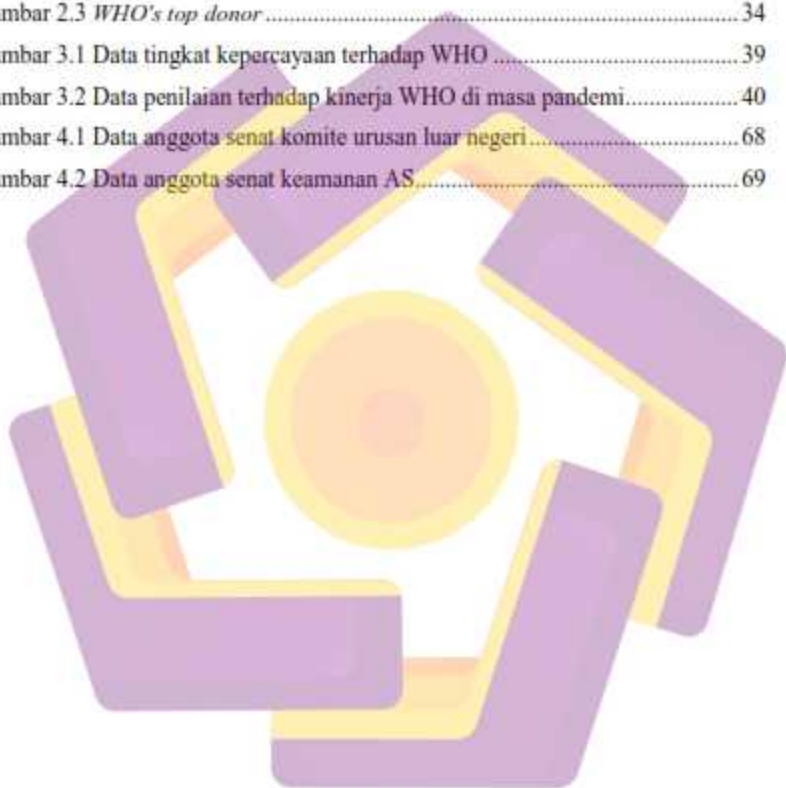 mbar 2.3 WHO's top donor ........................................................................................ 34
mbar 3.1 Data tingkat kepercayaan terhadap WHO .................................................. 39
mbar 3.2 Data penilaian terhadap kinerja WHO di masa pandemi.......................... 40
mbar 4.1 Data anggota senat komite urusan luar negeri........................................ 68
mbar 4.2 Data anggota senat keamanan AS............................................................. 69